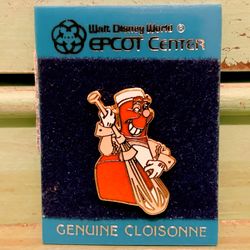 Walt Disney World ®
EPCOT CENTER
GENUINE CLOISONNE